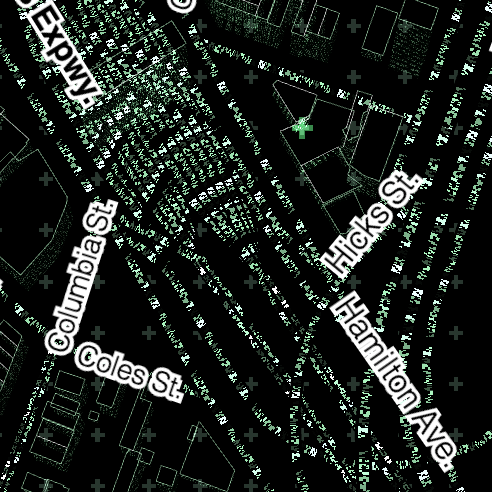 Expwy.
Hicks St.
Columbia St.
Hamilton Ave.
Coles St.